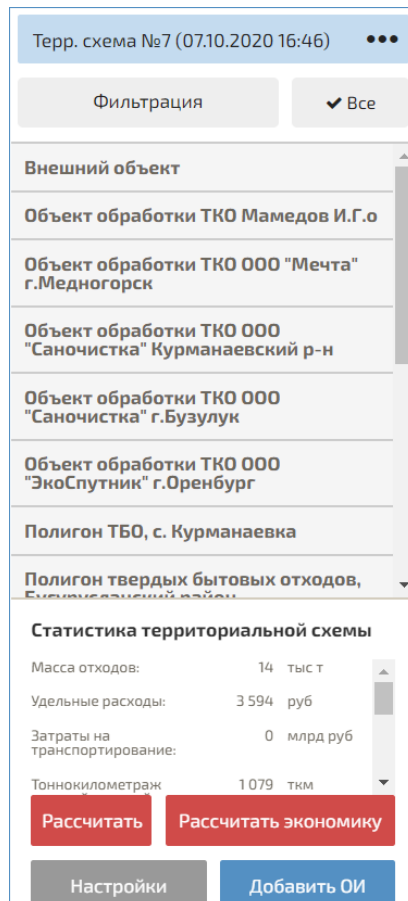 Терр. схема №7 (07.10.2020 16:46) •••
Фильтрация ✔ Все
Внешний объект
Объект обработки ТКО Мамедов И.Г.о
Объект обработки ТКО ООО "Мечта"
г.Медногорск
Объект обработки ТКО ООО
"Саночистка" Курманаевский р-н
Объект обработки ТКО ООО
"Саночистка" г.Бузулук
Объект обработки ТКО ООО
"ЭкоСпутник" г.Оренбург
Полигон ТБО, с. Курманаевка
Полигон твердых бытовых отходов,
Бугурусланский район
Статистика территориальной схемы
Масса отходов: 14 тыс т
Удельные расходы: 3 594 руб
Затраты на
транспортирование: 0 млрд руб
Тоннокилометраж 1 079 ткм
Рассчитать Рассчитать экономику
Настройки Добавить ОИ